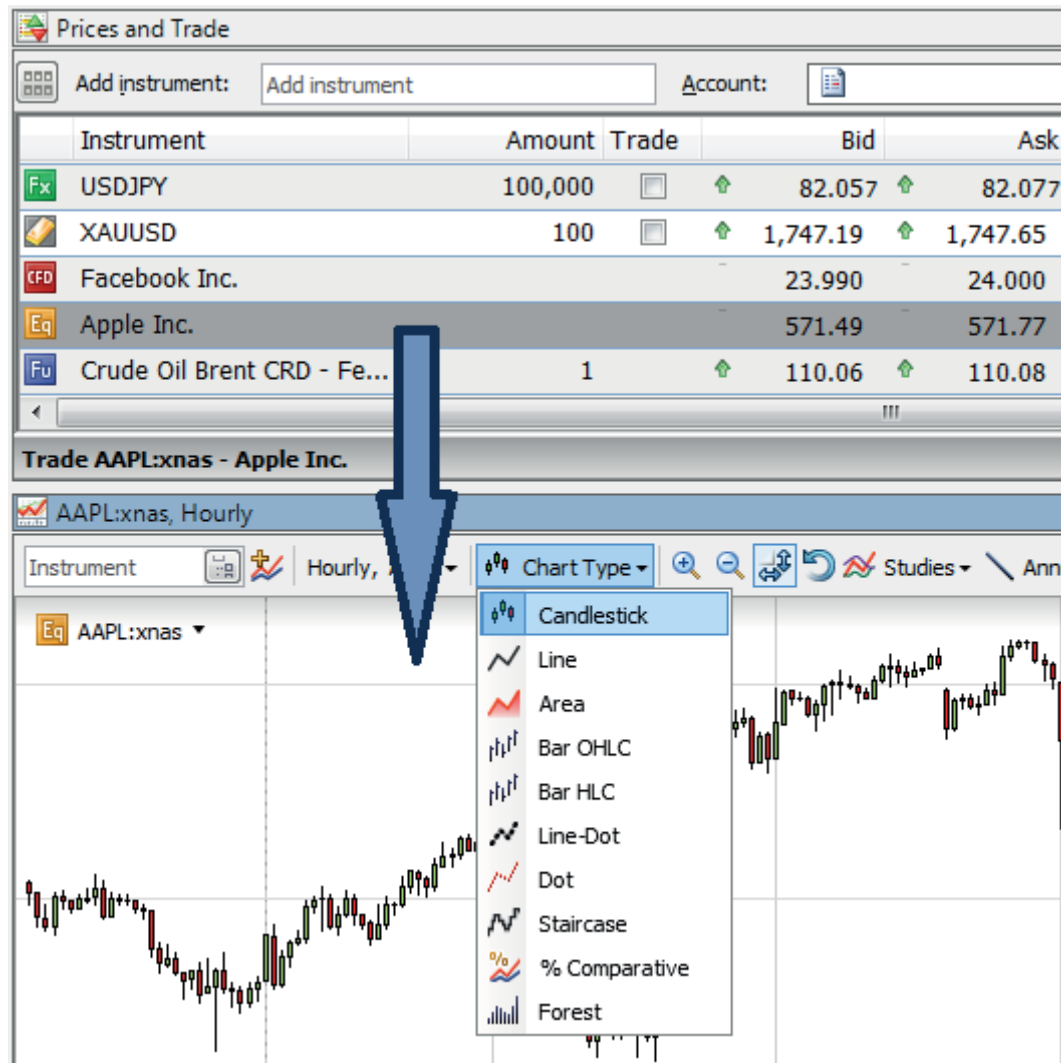 Prices and Trade
Add instrument: Add instrument Account:
Instrument Amount Trade Bid Ask
Fx USDJPY 100,000 82.057 82.077
XAUUSD 100 1,747.19 1,747.65
CFD Facebook Inc. 23.990 24.000
Eq Apple Inc. 571.49 571.77
Fu Crude Oil Brent CRD - Fe... 1 110.06 110.08
Trade AAPL:xnas - Apple Inc.
AAPL:xnas, Hourly
Instrument Hourly, Chart Type Studies Ann
Eq AAPL:xnas
Candlestick
Line
Area
Bar OHLC
Bar HLC
Line-Dot
Dot
Staircase
% % Comparative
Forest